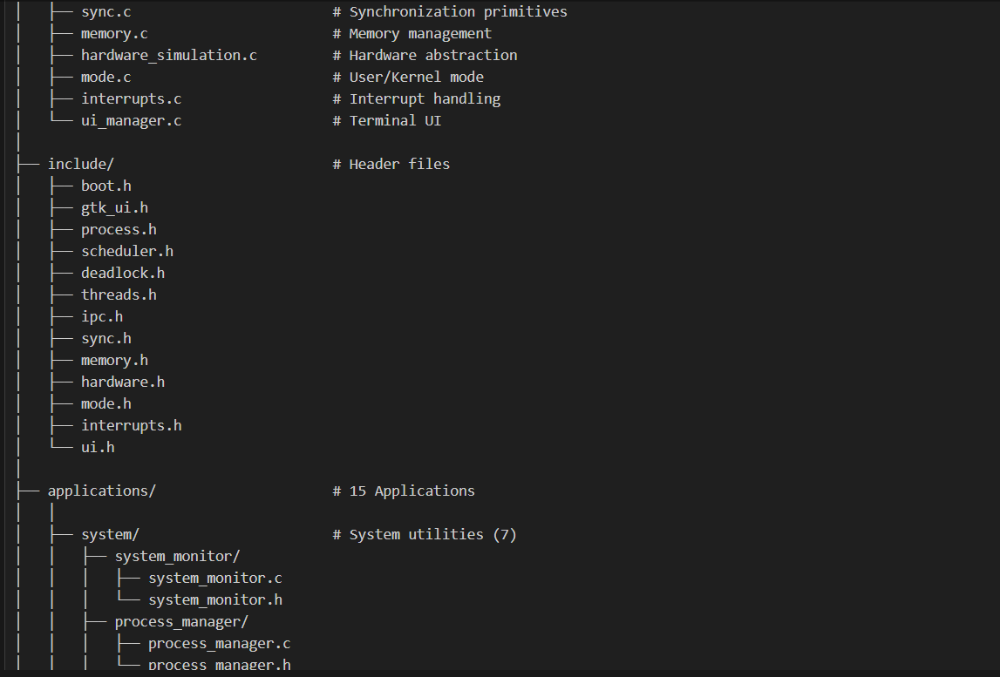 │   ├── sync.c                        # Synchronization primitives
│   ├── memory.c                      # Memory management
│   ├── hardware_simulation.c         # Hardware abstraction
│   ├── mode.c                        # User/Kernel mode
│   ├── interrupts.c                  # Interrupt handling
│   └── ui_manager.c                  # Terminal UI
│
├── include/                          # Header files
│   ├── boot.h
│   ├── gtk_ui.h
│   ├── process.h
│   ├── scheduler.h
│   ├── deadlock.h
│   ├── threads.h
│   ├── ipc.h
│   ├── sync.h
│   ├── memory.h
│   ├── hardware.h
│   ├── mode.h
│   ├── interrupts.h
│   └── ui.h
│
├── applications/                     # 15 Applications
│   │
│   ├── system/                       # System utilities (7)
│   │   ├── system_monitor/
│   │   │   ├── system_monitor.c
│   │   │   └── system_monitor.h
│   │   ├── process_manager/
│   │   │   ├── process_manager.c
│   │   │   └── process_manager.h